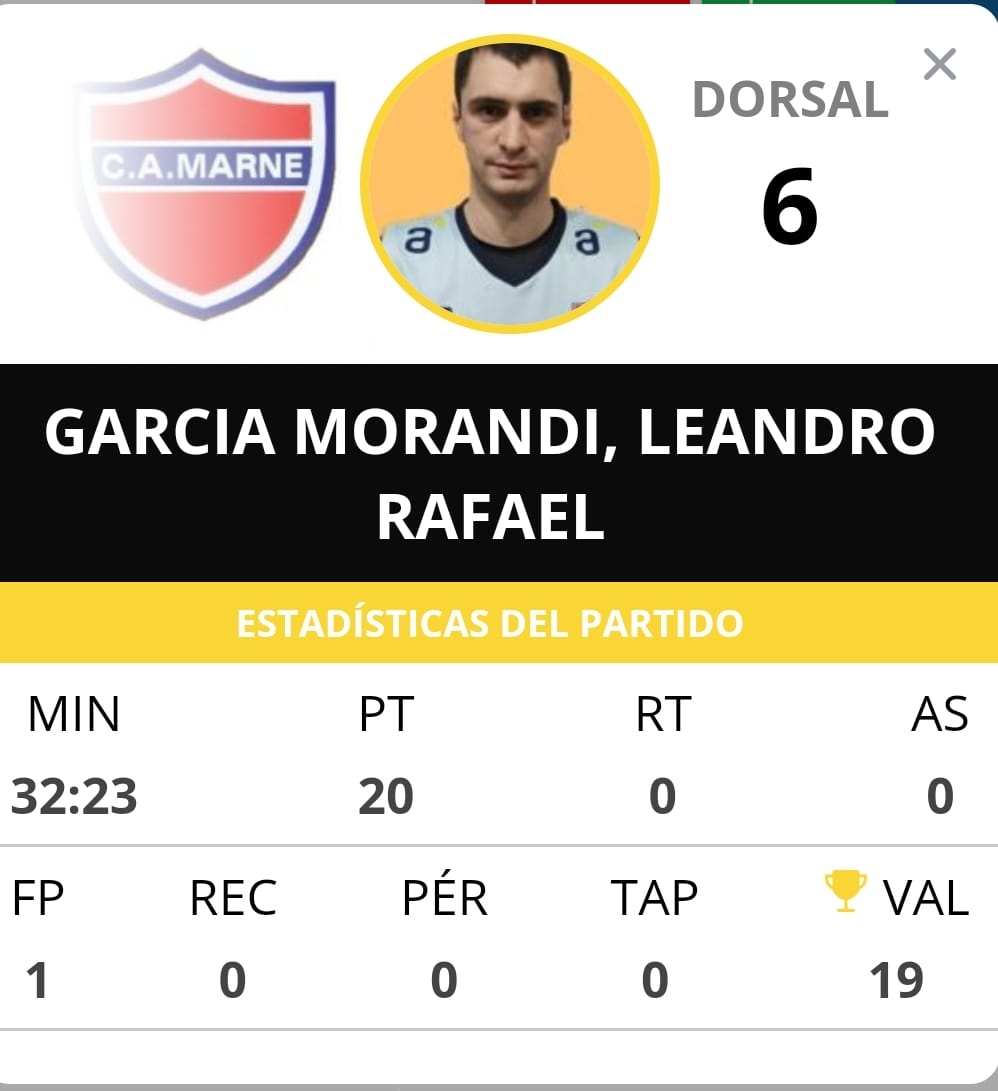 C.A.MARNE
DORSAL
6
a a
GARCIA MORANDI, LEANDRO
RAFAEL
ESTADÍSTICAS DEL PARTIDO
MIN PT RT AS
32:23 20 0 0
FP REC PÉR TAP VAL
1 0 0 0 19